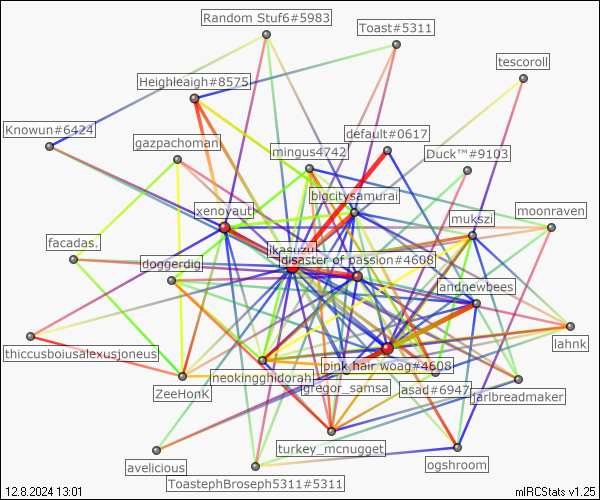 Random Stuf6#5983
Toast#5311
tescoroll
Heighleaigh#8575
Knowun#6424
default#0617
gazpachoman
mingus4742
Duck™#9103
bigcitysamurai
xenoyaut
mukszi
moonraven
facadas.
ikasuzu
disaster of passion#4608
doggerdig
andnewbees
thiccusboiusalexusjoneus
lahnk
pink hair woag#4608
neokingghidorah
ZeeHonK
gregor_samsa
asad#6947
jarlbreadmaker
turkey_mcnugget
avelicious
ogshroom
ToastephBroseph5311#5311
12.8.2024 13:01
mIRCStats v1.25